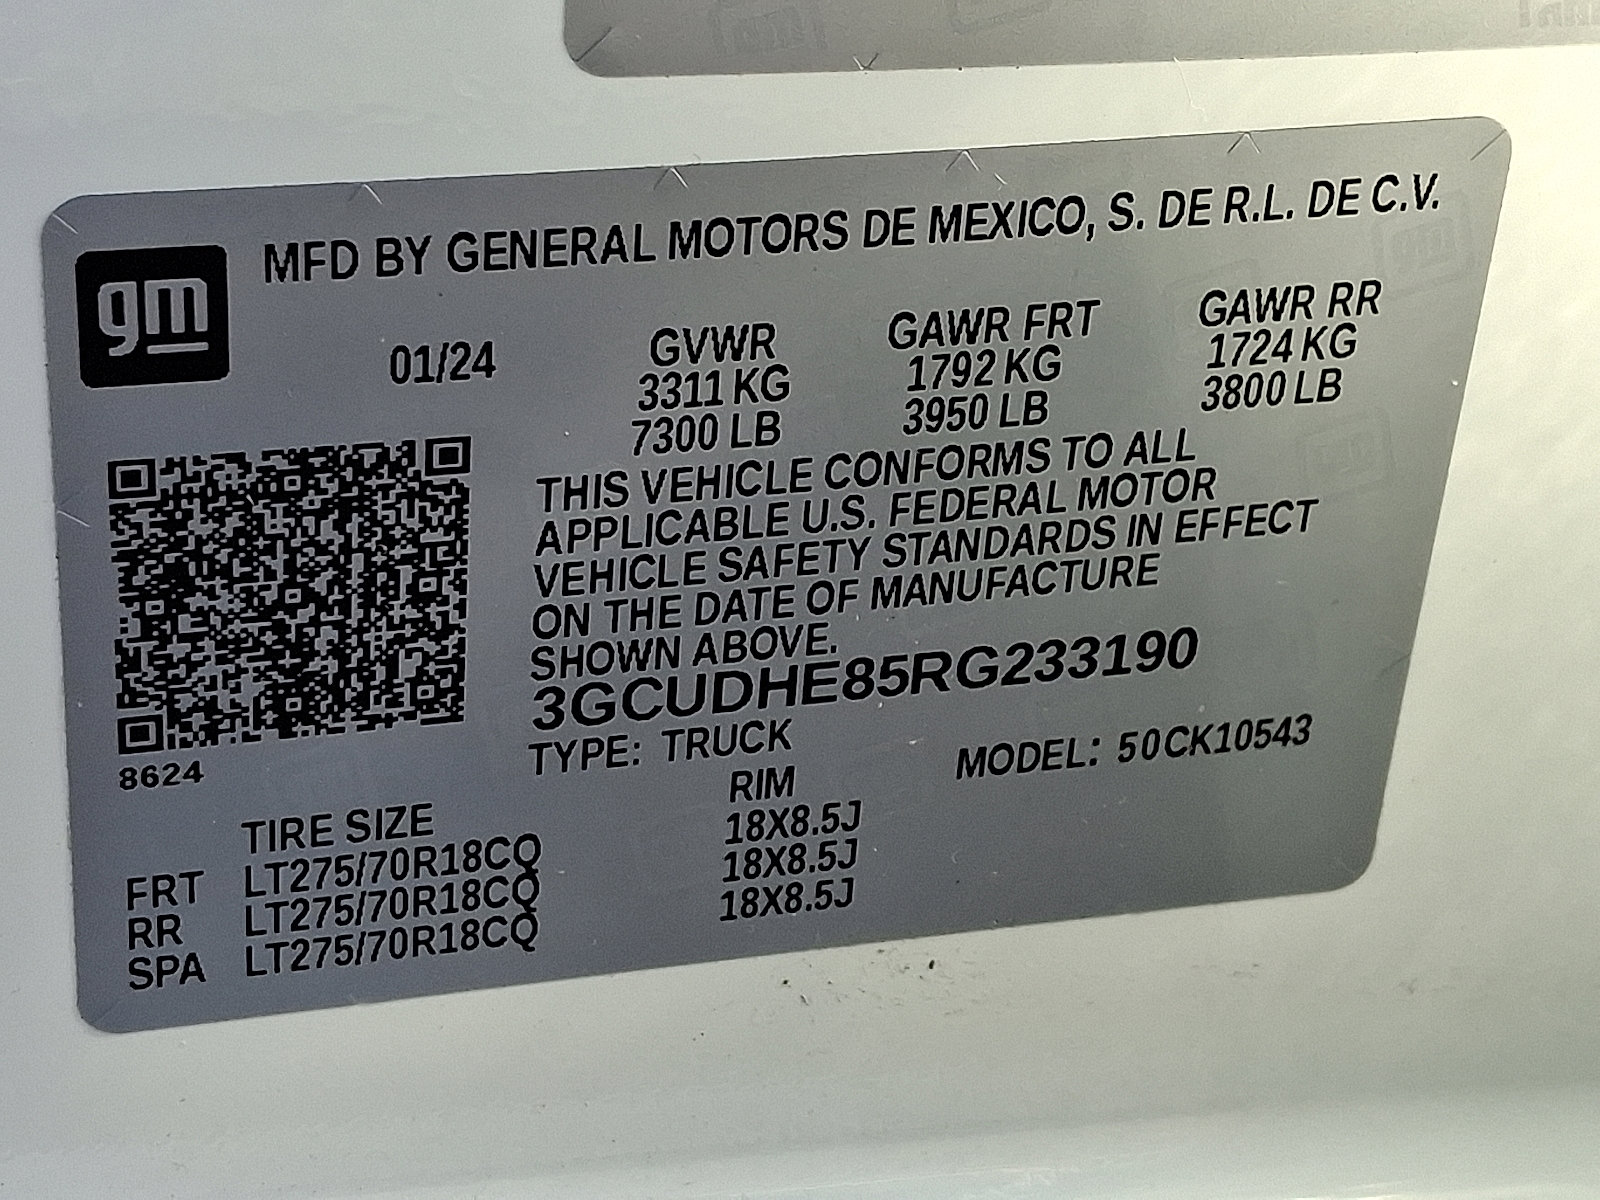 gm
MFD BY GENERAL MOTORS DE MEXICO, S. DE R.L. DE C.V.
01/24
GVWR
3311 KG
7300 LB
GAWR FRT
1792 KG
3950 LB
GAWR RR
1724 KG
3800 LB
THIS VEHICLE CONFORMS TO ALL
APPLICABLE U.S. FEDERAL MOTOR
VEHICLE SAFETY STANDARDS IN EFFECT
ON THE DATE OF MANUFACTURE
SHOWN ABOVE.
3GCUDHE85RG233190
TYPE: TRUCK
MODEL: 50CK10543
8624
TIRE SIZE RIM
FRT LT275/70R18CQ 18X8.5J
RR LT275/70R18CQ 18X8.5J
SPA LT275/70R18CQ 18X8.5J